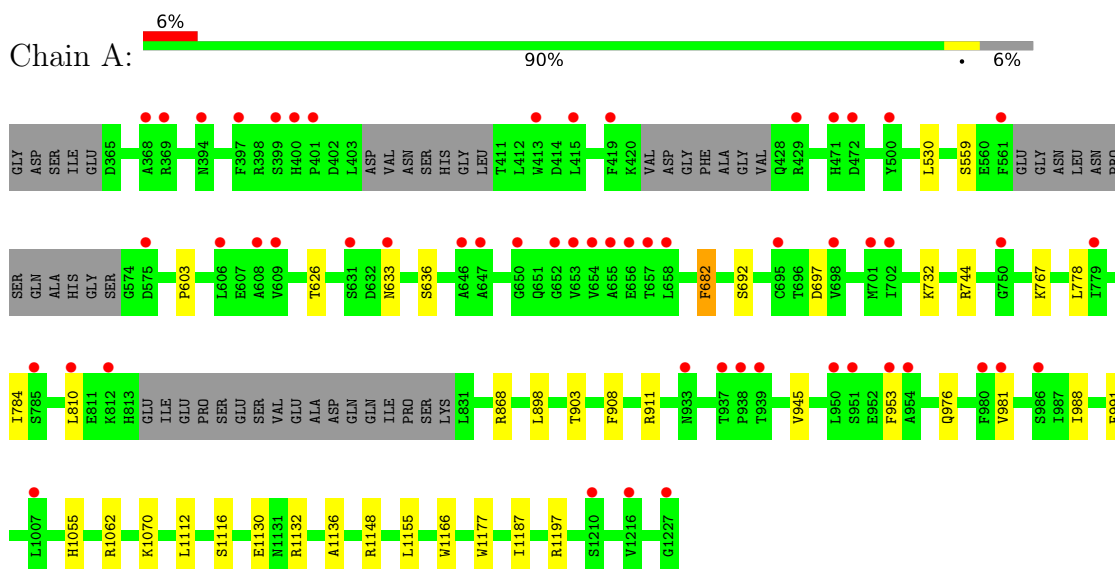 6%
Chain A:
90%
•
6%
GLY ASP SER ILE GLU D365 A368 R369 N394 F397 R398 S399 H400 P401 D402 L403 ASP VAL ASN SER HIS GLY LEU T411 L412 W413 D414 L415 F419 K420 VAL ASP GLY PHE ALA GLY VAL Q428 R429 H471 D472 Y500 L530 S559 E560 F561 GLU GLY ASN LEU ASN PRO
SER GLN ALA HIS GLY SER G574 D575 P603 L606 E607 A608 V609 T626 S631 D632 N633 S636 A646 A647 G650 Q651 G652 V653 V654 A655 E656 T657 L658 F682 S692 C695 T696 D697 V698 M701 I702 K732 R744 G750 K767 L778 I779
I784 S785 L810 E811 K812 H813 GLU ILE GLU PRO SER GLU SER VAL GLU ALA ASP GLN GLN ILE PRO SER LYS L831 R868 L898 T903 F908 R911 N933 T937 P938 T939 V945 L950 S951 E952 F953 A954 Q976 F980 V981 S986 I987 I988
L1007 H1055 R1062 K1070 L1112 S1116 E1130 N1131 R1132 A1136 R1148 L1155 W1166 W1177 I1187 R1197 S1210 V1216 G1227